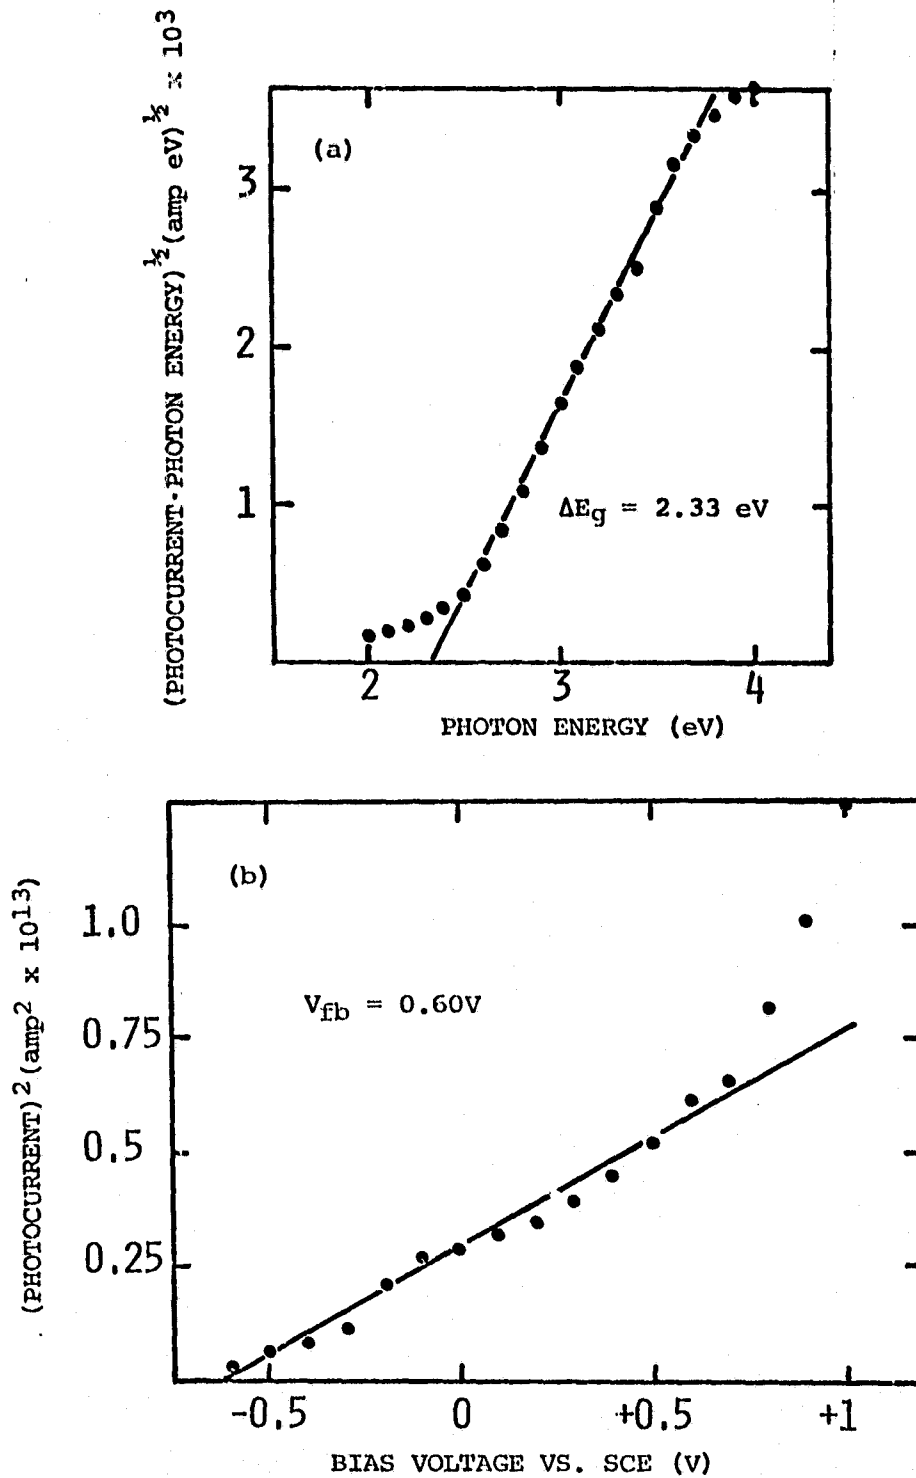 (PHOTOCURRENT·PHOTON ENERGY)½(amp eV)½ x 10³
(a)
3
2
1
ΔEg = 2.33 eV
2
3
4
PHOTON ENERGY (eV)
(PHOTOCURRENT)²(amp² x 10¹³)
(b)
1.0
Vfb = 0.60V
0.75
0.5
0.25
-0.5
0
+0.5
+1
BIAS VOLTAGE VS. SCE (V)